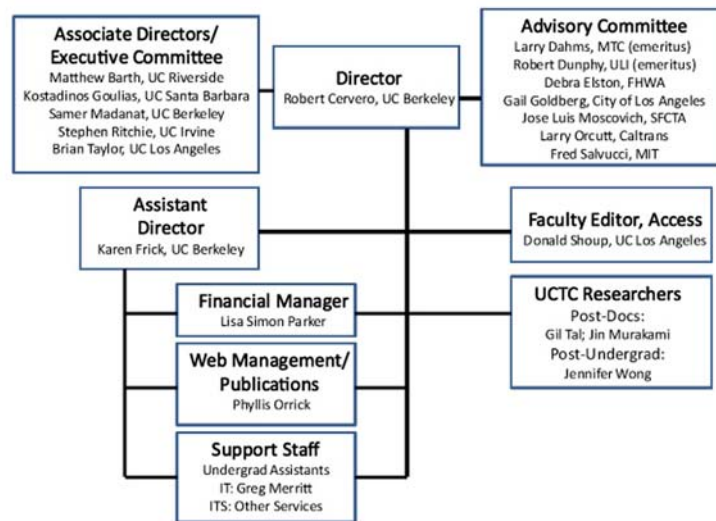 Associate Directors/
Executive Committee
Matthew Barth, UC Riverside
Kostadinos Goulias, UC Santa Barbara
Samer Madanat, UC Berkeley
Stephen Ritchie, UC Irvine
Brian Taylor, UC Los Angeles
Director
Robert Cervero, UC Berkeley
Advisory Committee
Larry Dahms, MTC (emeritus)
Robert Dunphy, ULI (emeritus)
Debra Elston, FHWA
Gail Goldberg, City of Los Angeles
Jose Luis Moscovich, SFCTA
Larry Orcutt, Caltrans
Fred Salvucci, MIT
Assistant
Director
Karen Frick, UC Berkeley
Faculty Editor, Access
Donald Shoup, UC Los Angeles
Financial Manager
Lisa Simon Parker
UCTC Researchers
Post-Docs:
Gil Tal; Jin Murakami
Post-Undergrad:
Jennifer Wong
Web Management/
Publications
Phyllis Orrick
Support Staff
Undergrad Assistants
IT: Greg Merritt
ITS: Other Services